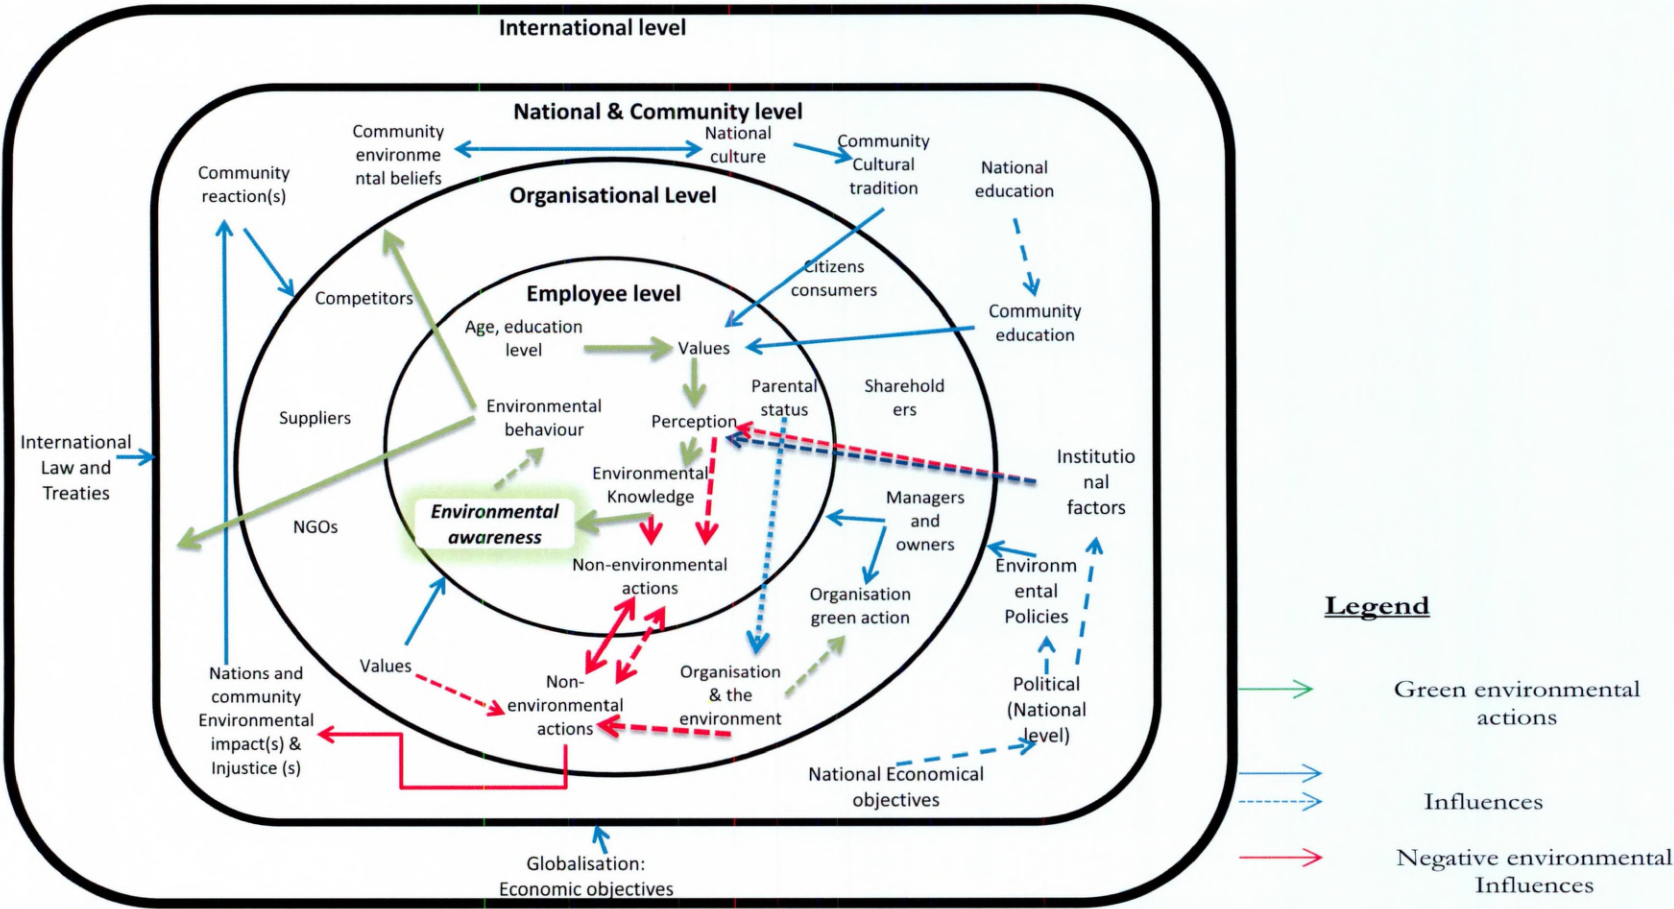 International level
National & Community level
Community
environme
ntal beliefs
National
culture
Community
Cultural
tradition
National
education
Community
reaction(s)
Organisational Level
Citizens
consumers
Competitors
Employee level
Age, education
level
Values
Community
education
Parental
status
Sharehold
ers
Suppliers
Environmental
behaviour
Perception
International
Law and
Treaties
Environmental
Knowledge
Institutio
nal
factors
Managers
and
owners
NGOs
Environmental
awareness
Non-environmental
actions
Organisation
green action
Environm
ental
Policies
Values
Non-
environmental
actions
Organisation
& the
environment
Political
(National
level)
Nations and
community
Environmental
impact(s) &
Injustice (s)
National Economical
objectives
Globalisation:
Economic objectives
Legend
Green environmental
actions
Influences
Negative environmental
Influences